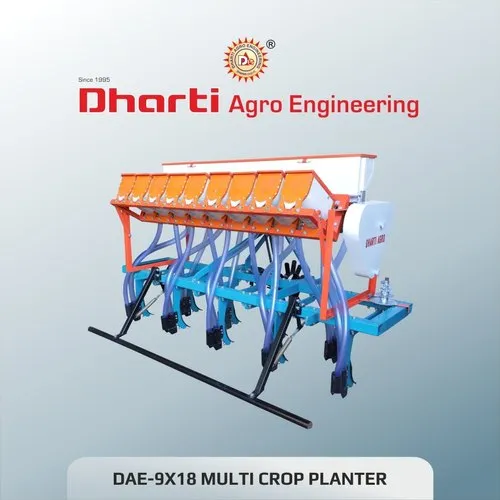 ®
Since 1995
Dharti Agro Engineering
DHARTI AGRO
DAE-9X18 MULTI CROP PLANTER